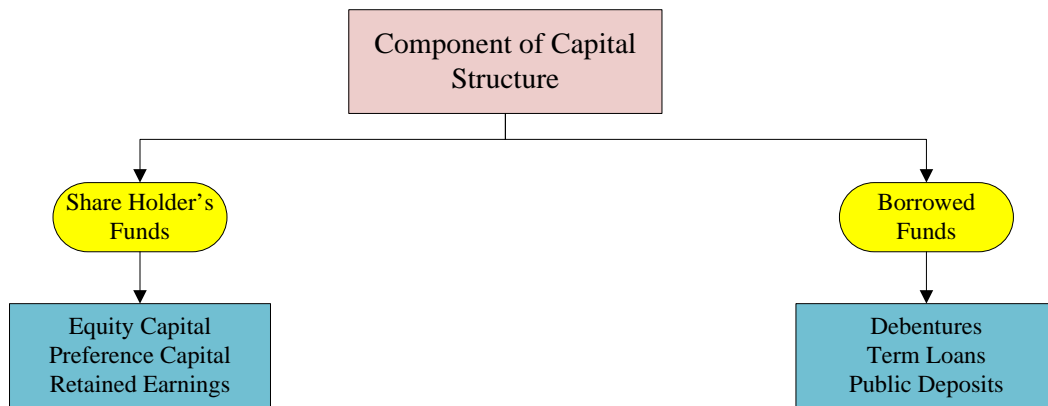 Component of Capital
Structure
Share Holder’s
Funds
Borrowed
Funds
Equity Capital
Preference Capital
Retained Earnings
Debentures
Term Loans
Public Deposits